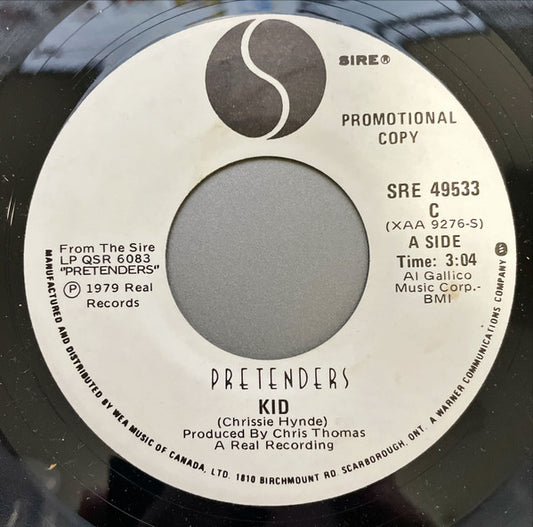 SIRE®
PROMOTIONAL
COPY
SRE 49533
C
(XAA 9276-S)
A SIDE
Time: 3:04
Al Gallico
Music Corp.-
BMI
From The Sire
LP QSR 6083
"PRETENDERS"
Ⓟ 1979 Real
Records
PRETENDERS
KID
(Chrissie Hynde)
Produced By Chris Thomas
A Real Recording
MANUFACTURED AND DISTRIBUTED BY WEA MUSIC OF CANADA, LTD. 1810 BIRCHMOUNT RD. SCARBOROUGH, ONT. A WARNER COMMUNICATIONS COMPANY